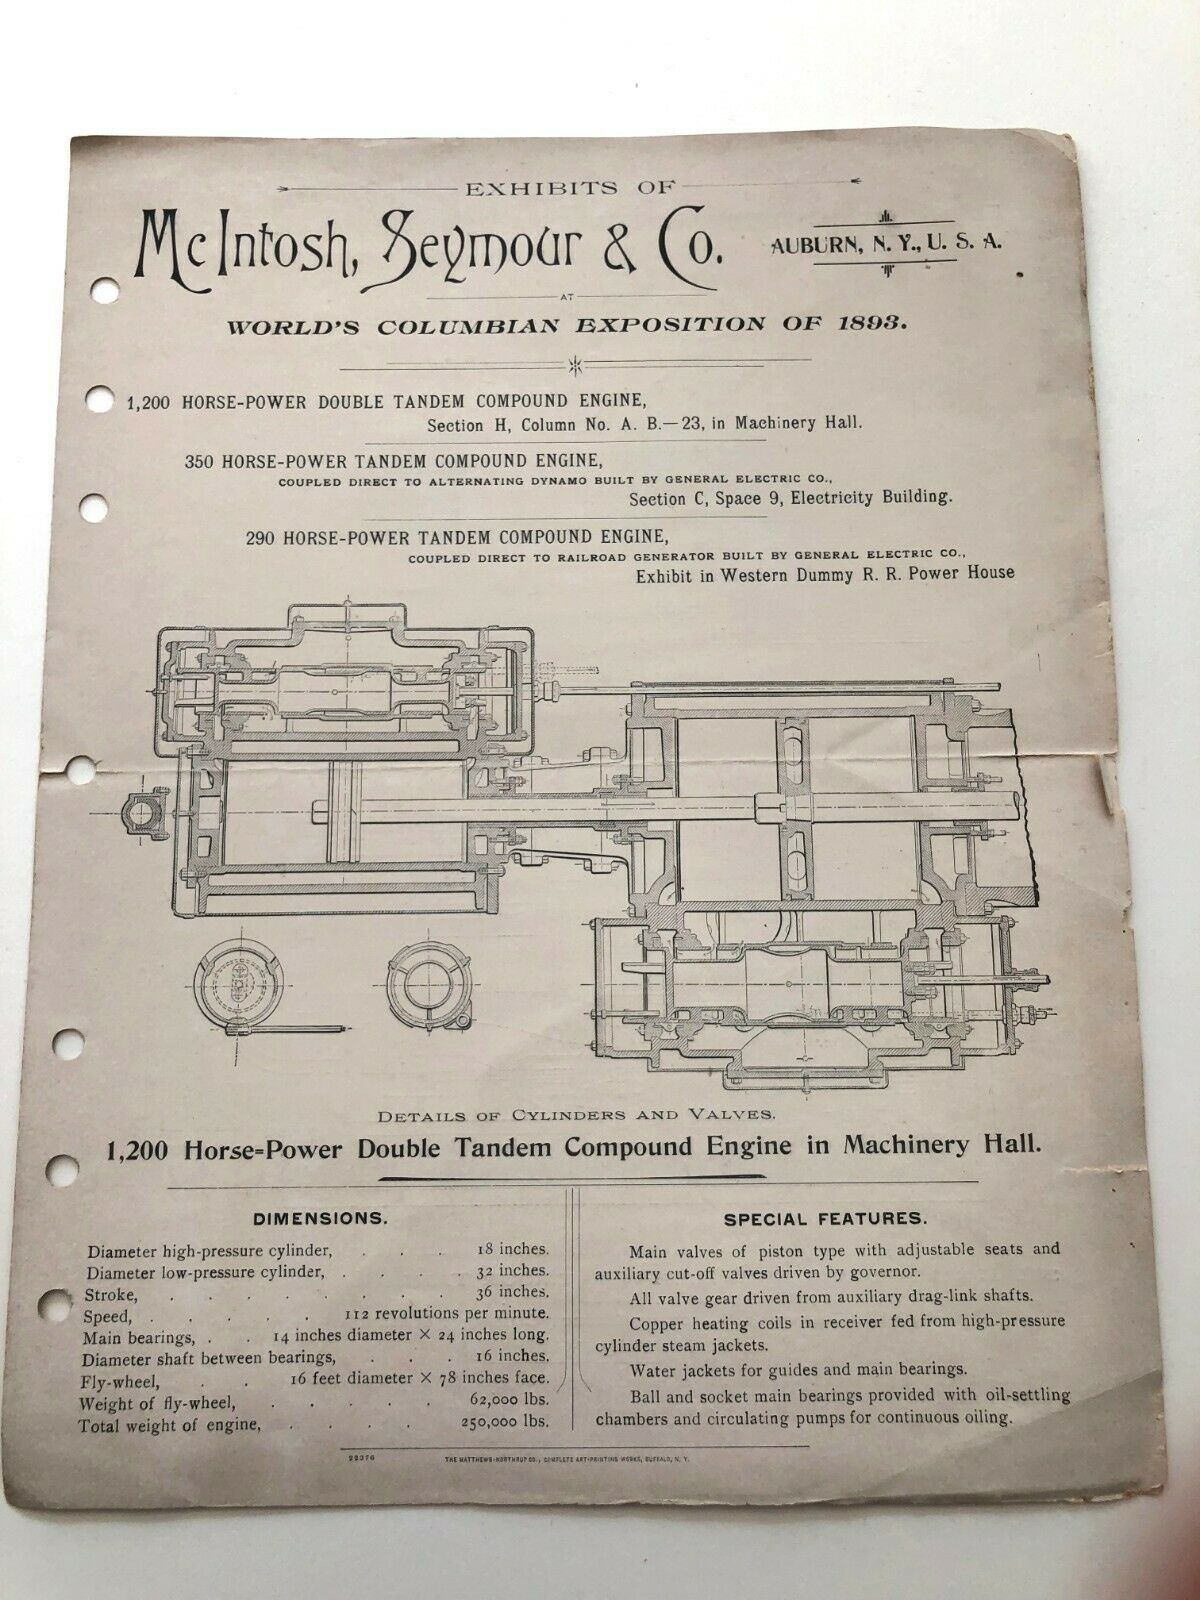 EXHIBITS OF
McIntosh, Seymour & Co. AUBURN, N. Y., U. S. A.
AT
WORLD'S COLUMBIAN EXPOSITION OF 1893.
1,200 HORSE-POWER DOUBLE TANDEM COMPOUND ENGINE,
Section H, Column No. A. B.—23, in Machinery Hall.
350 HORSE-POWER TANDEM COMPOUND ENGINE,
COUPLED DIRECT TO ALTERNATING DYNAMO BUILT BY GENERAL ELECTRIC CO.,
Section C, Space 9, Electricity Building.
290 HORSE-POWER TANDEM COMPOUND ENGINE,
COUPLED DIRECT TO RAILROAD GENERATOR BUILT BY GENERAL ELECTRIC CO.,
Exhibit in Western Dummy R. R. Power House
DETAILS OF CYLINDERS AND VALVES.
1,200 Horse=Power Double Tandem Compound Engine in Machinery Hall.
DIMENSIONS.
Diameter high-pressure cylinder, . . . 18 inches.
Diameter low-pressure cylinder, . . . . 32 inches.
Stroke, . . . . . . . 36 inches.
Speed, . . . . . 112 revolutions per minute.
Main bearings, . . 14 inches diameter × 24 inches long.
Diameter shaft between bearings, . . . 16 inches.
Fly-wheel, . . 16 feet diameter × 78 inches face.
Weight of fly-wheel, . . . . . 62,000 lbs.
Total weight of engine, . . . . 250,000 lbs.
SPECIAL FEATURES.
Main valves of piston type with adjustable seats and
auxiliary cut-off valves driven by governor.
All valve gear driven from auxiliary drag-link shafts.
Copper heating coils in receiver fed from high-pressure
cylinder steam jackets.
Water jackets for guides and main bearings.
Ball and socket main bearings provided with oil-settling
chambers and circulating pumps for continuous oiling.
22376 THE MATTHEWS-NORTHRUP CO., COMPLETE ART-PRINTING WORKS, BUFFALO, N. Y.